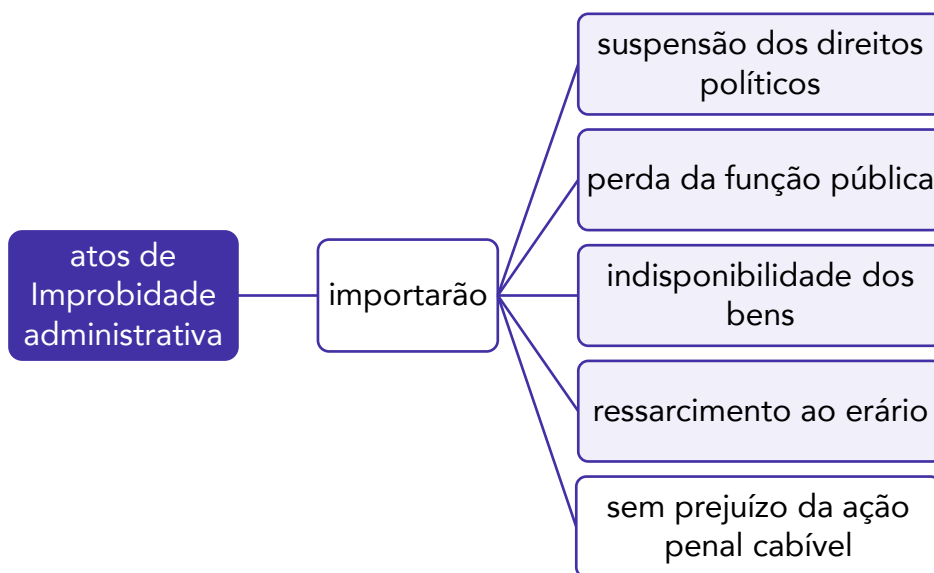 atos de
Improbidade
administrativa
importarão
suspensão dos direitos
políticos
perda da função pública
indisponibilidade dos
bens
ressarcimento ao erário
sem prejuízo da ação
penal cabível